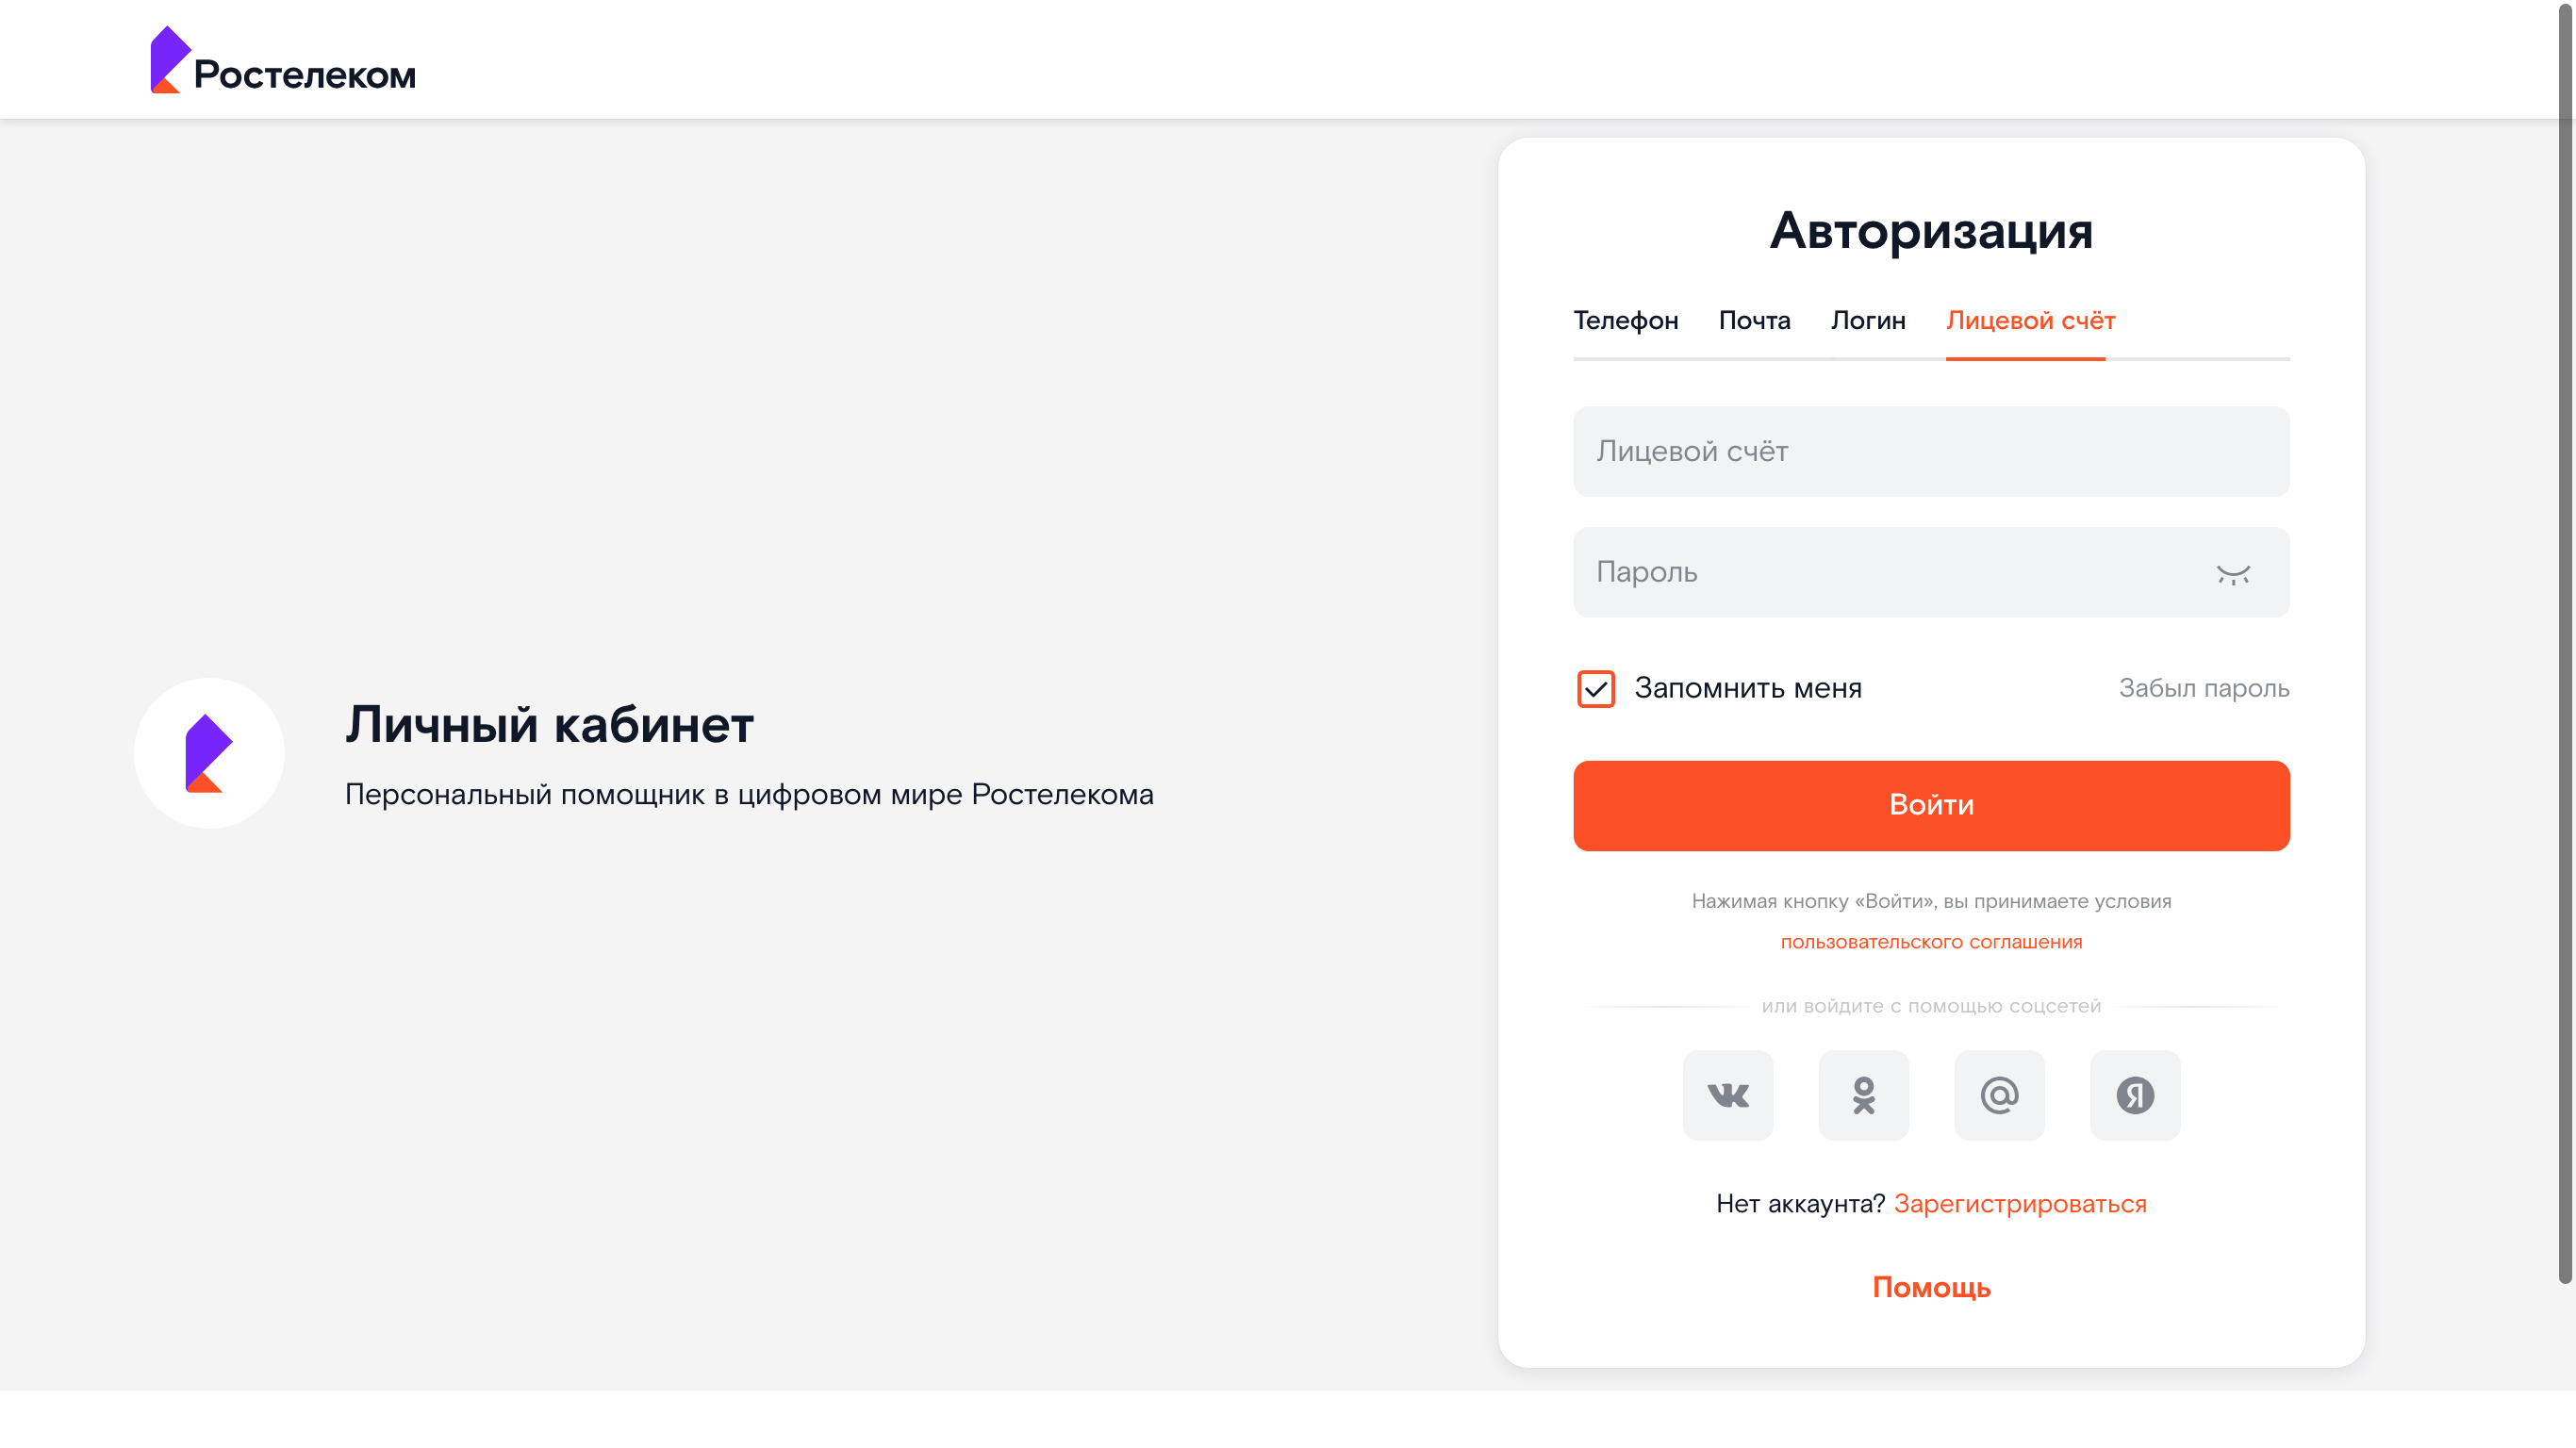 Ростелеком
Личный кабинет
Персональный помощник в цифровом мире Ростелекома
Авторизация
Телефон Почта Логин Лицевой счёт
Лицевой счёт
Пароль
Запомнить меня Забыл пароль
Войти
Нажимая кнопку «Войти», вы принимаете условия
пользовательского соглашения
или войдите с помощью соцсетей
Нет аккаунта? Зарегистрироваться
Помощь